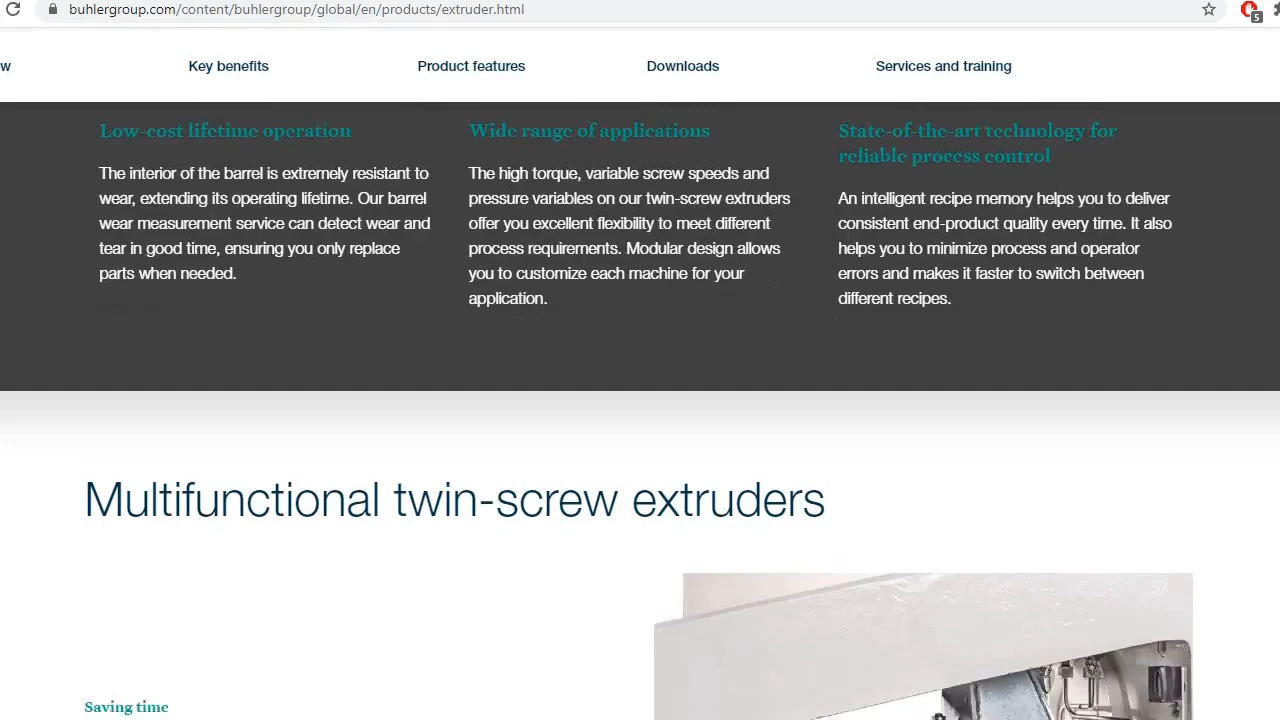 buhlergroup.com/content/buhlergroup/global/en/products/extruder.html
5
w
Key benefits
Product features
Downloads
Services and training
Low-cost lifetime operation
The interior of the barrel is extremely resistant to
wear, extending its operating lifetime. Our barrel
wear measurement service can detect wear and
tear in good time, ensuring you only replace
parts when needed.
Wide range of applications
The high torque, variable screw speeds and
pressure variables on our twin-screw extruders
offer you excellent flexibility to meet different
process requirements. Modular design allows
you to customize each machine for your
application.
State-of-the-art technology for
reliable process control
An intelligent recipe memory helps you to deliver
consistent end-product quality every time. It also
helps you to minimize process and operator
errors and makes it faster to switch between
different recipes.
Multifunctional twin-screw extruders
Saving time